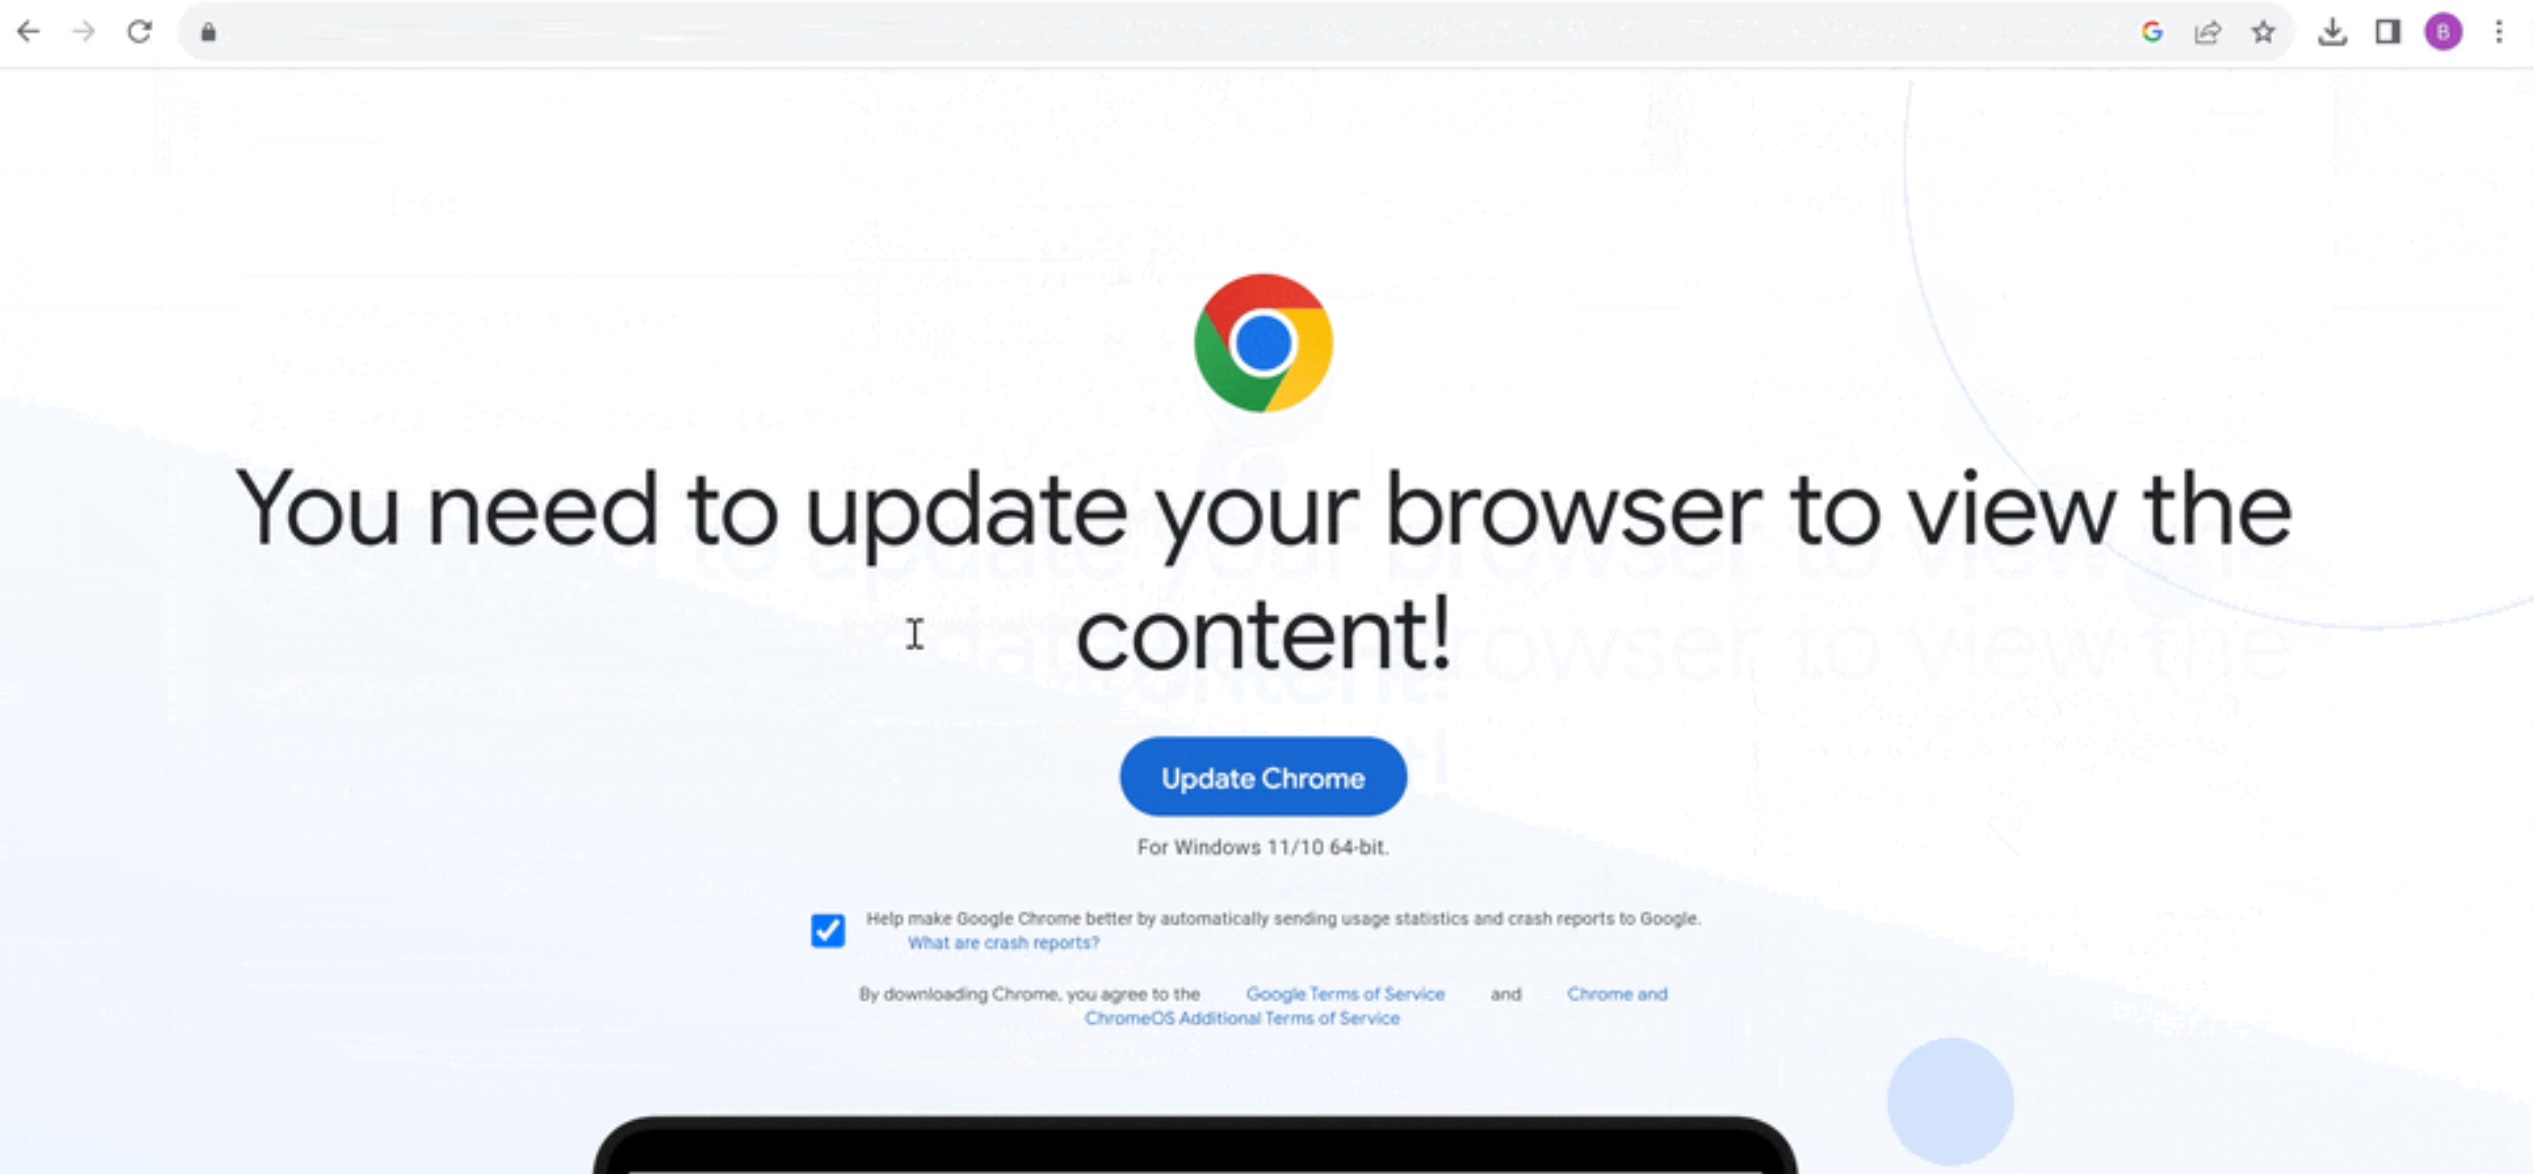 B
You need to update your browser to view the
content!
Update Chrome
For Windows 11/10 64-bit.
Help make Google Chrome better by automatically sending usage statistics and crash reports to Google.
What are crash reports?
By downloading Chrome, you agree to the Google Terms of Service and Chrome and
ChromeOS Additional Terms of Service